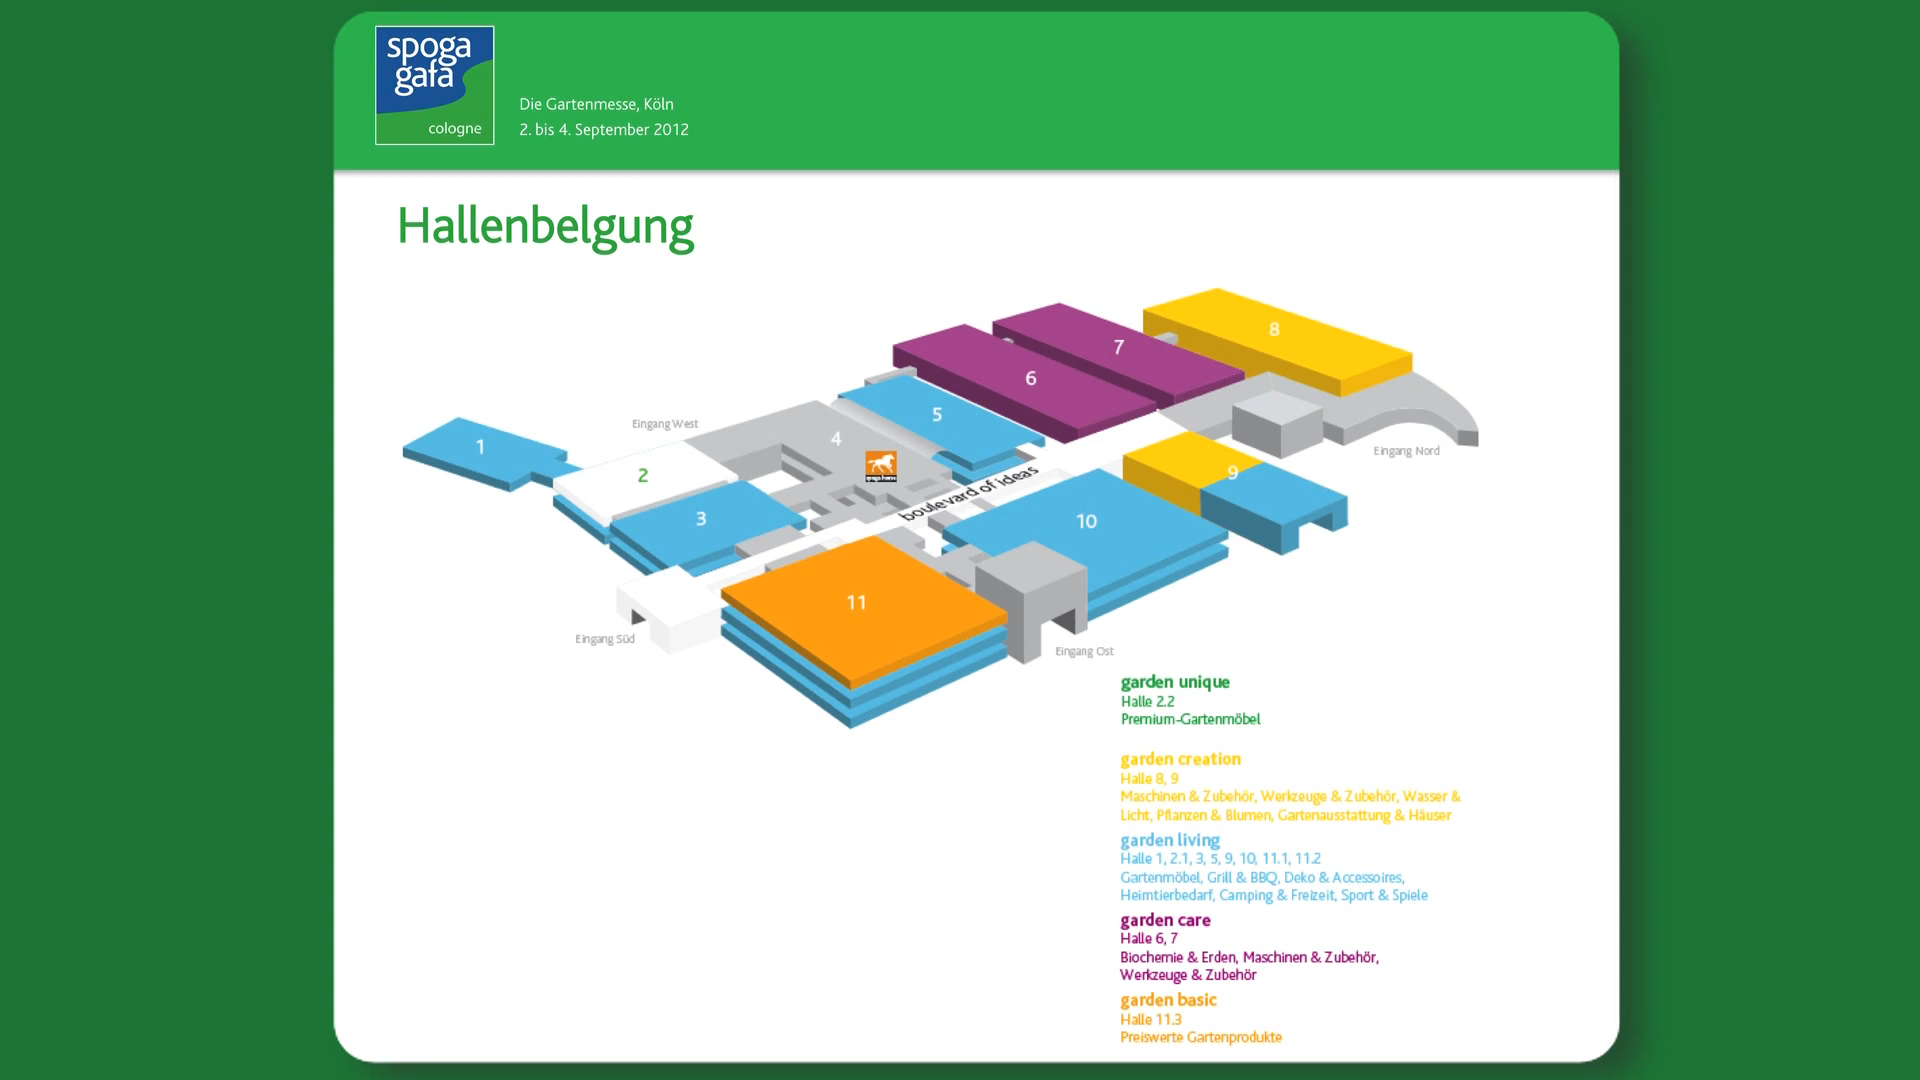 spoga
gafa
cologne
Die Gartenmesse, Köln
2. bis 4. September 2012
Hallenbelgung
8
7
6
5
Eingang West
4
1
Eingang Nord
2
9
boulevard of ideas
3
10
11
Eingang Süd
Eingang Ost
garden unique
Halle 2.2
Premium-Gartenmöbel
garden creation
Halle 8, 9
Maschinen & Zubehör, Werkzeuge & Zubehör, Wasser &
Licht, Pflanzen & Blumen, Gartenausstattung & Häuser
garden living
Halle 1, 2.1, 3, 5, 9, 10, 11.1, 11.2
Gartenmöbel, Grill & BBQ, Deko & Accessoires,
Heimtierbedarf, Camping & Freizeit, Sport & Spiele
garden care
Halle 6, 7
Biochemie & Erden, Maschinen & Zubehör,
Werkzeuge & Zubehör
garden basic
Halle 11.3
Preiswerte Gartenprodukte